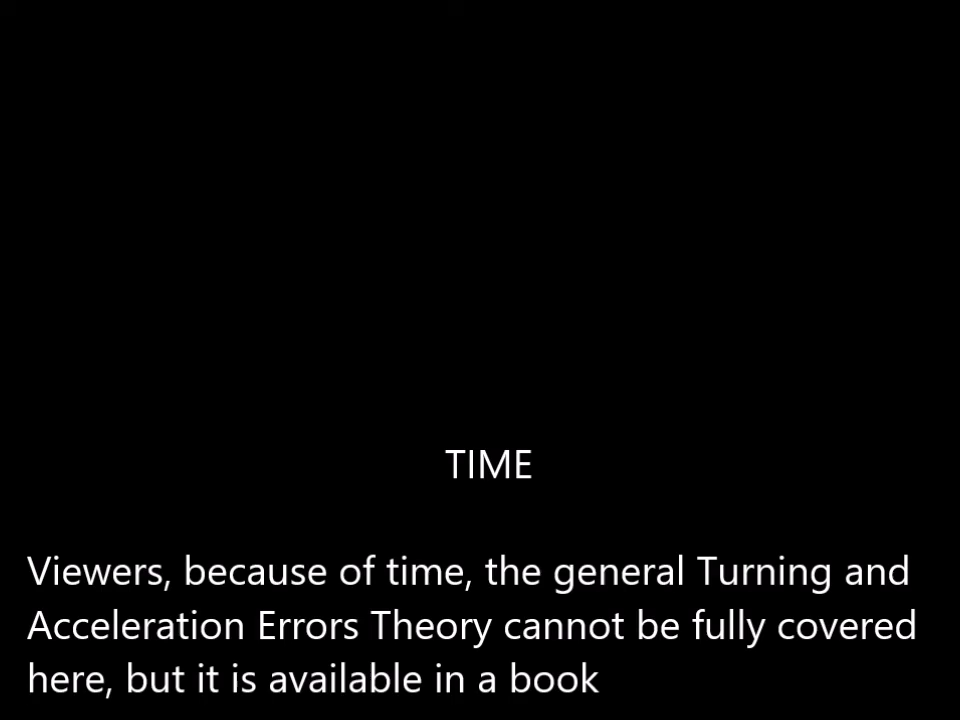 TIME
Viewers, because of time, the general Turning and
Acceleration Errors Theory cannot be fully covered
here, but it is available in a book